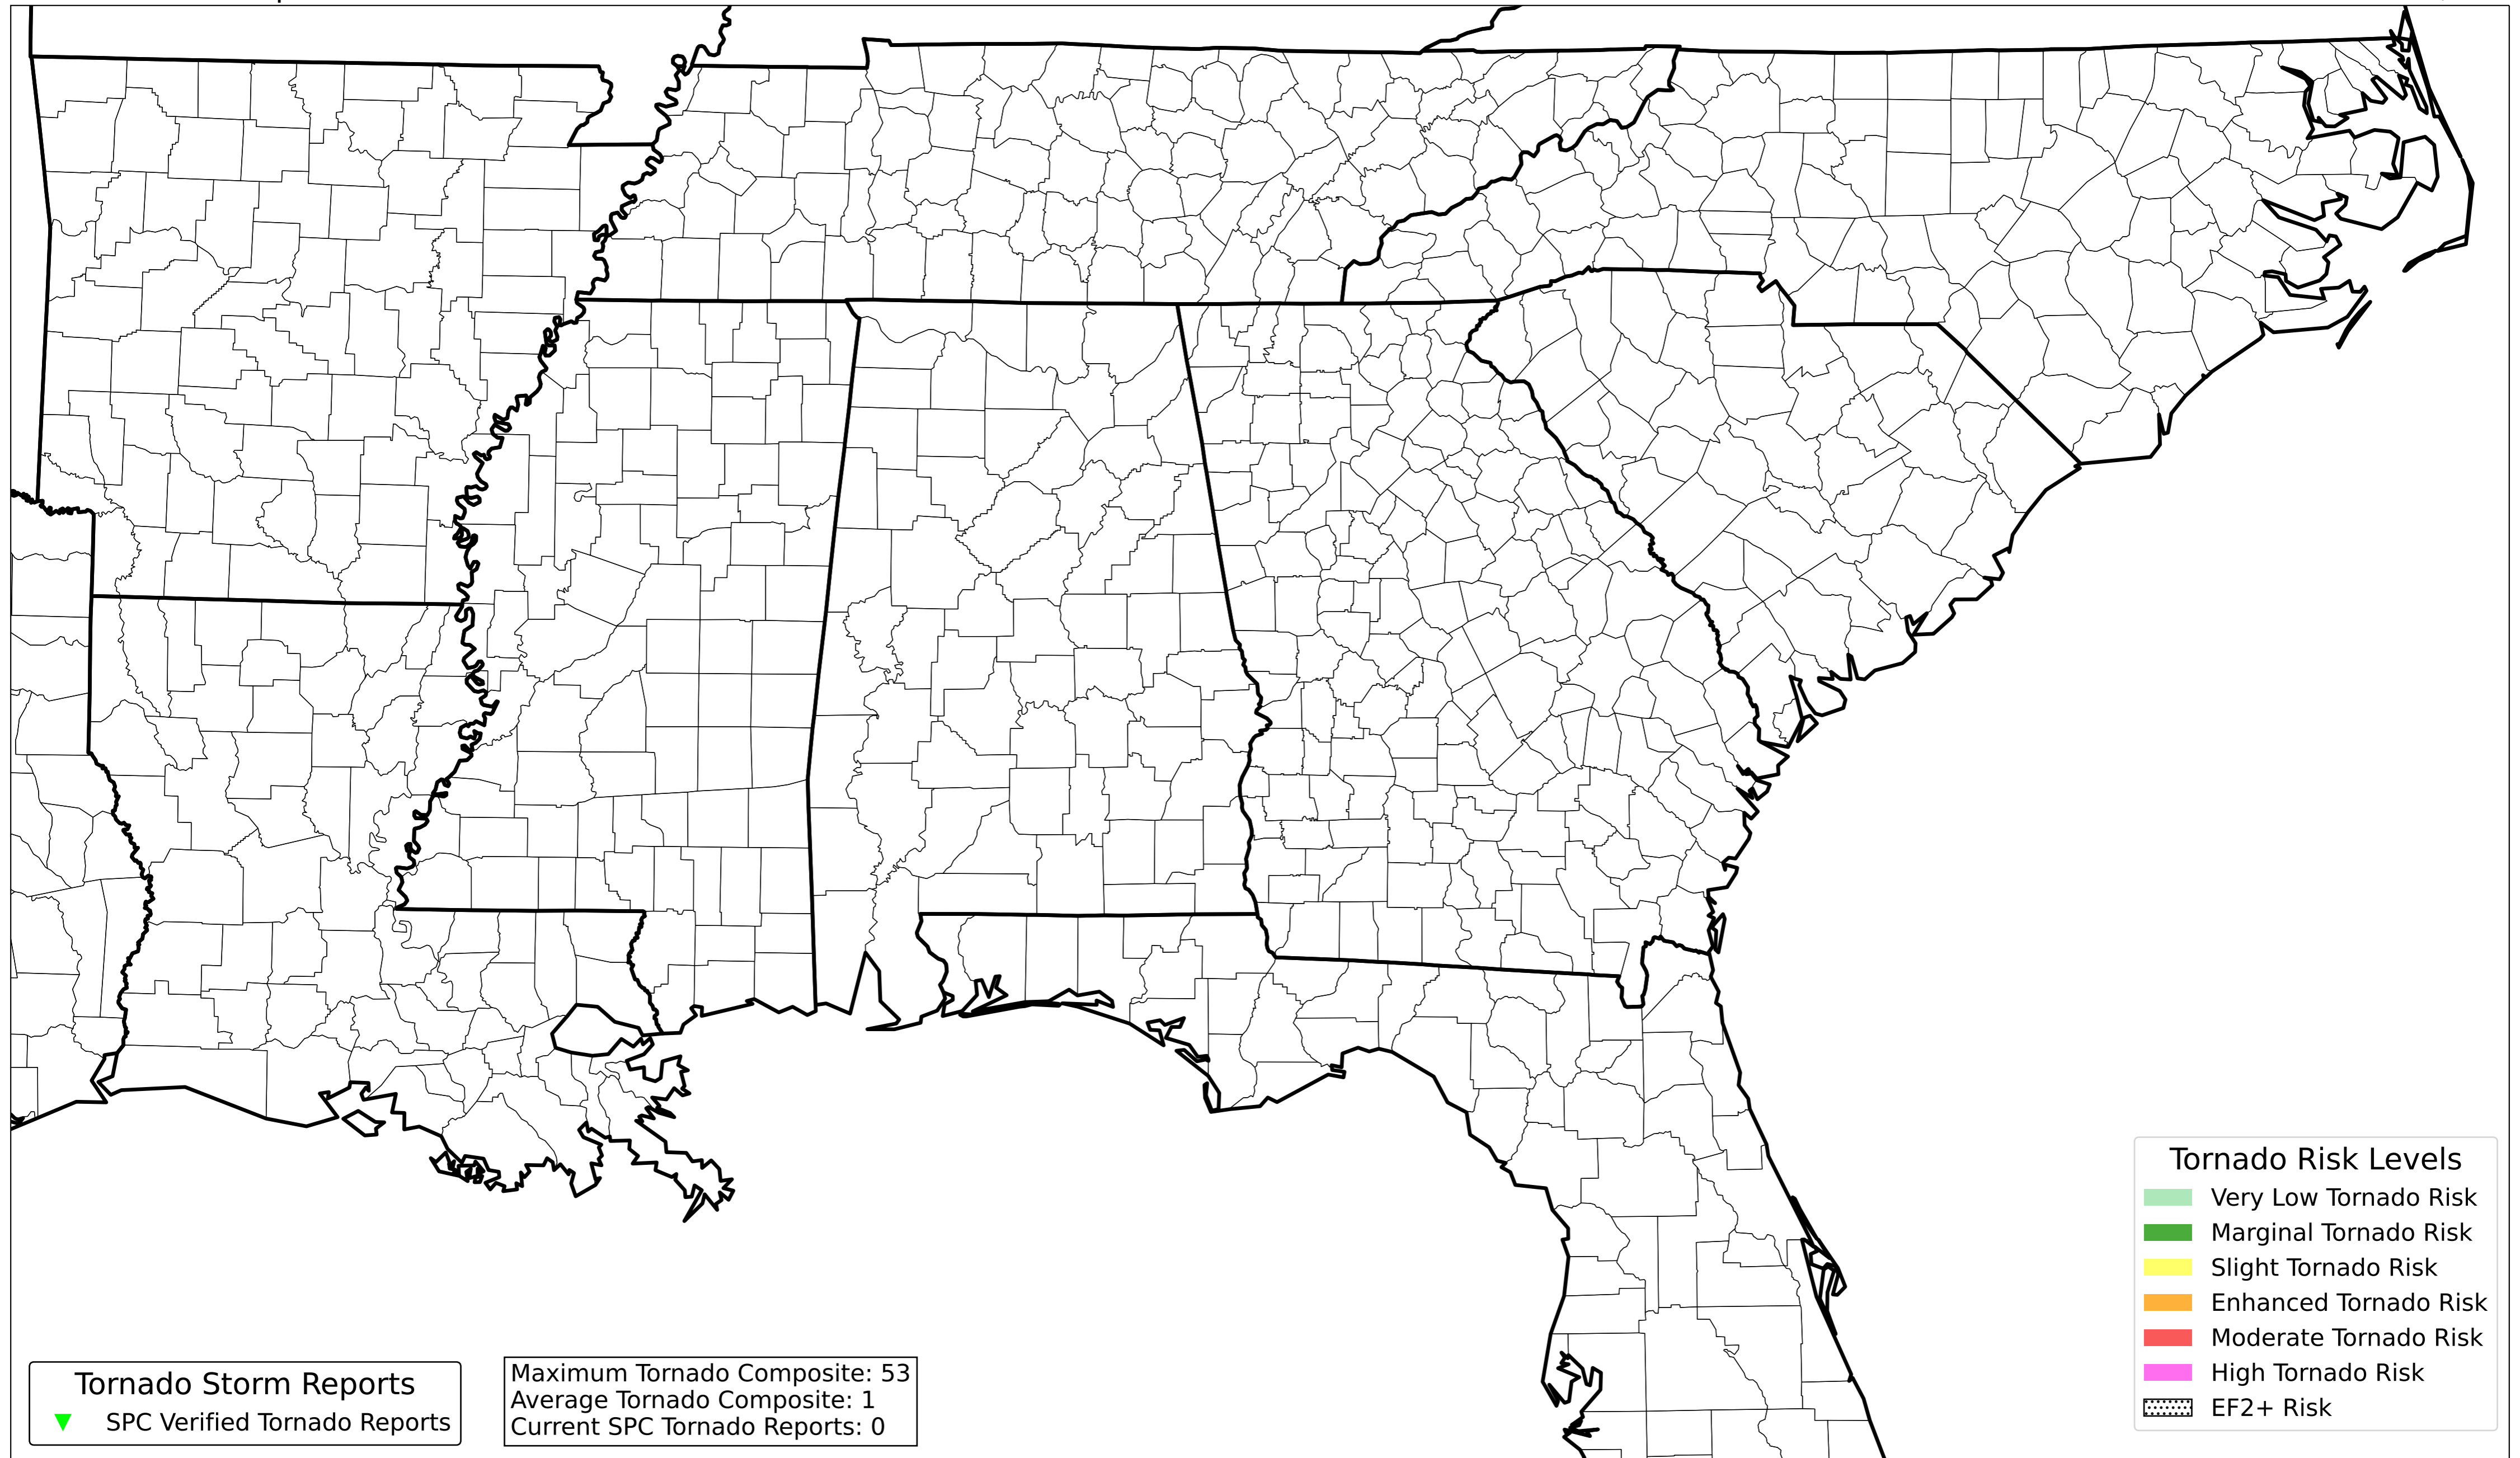 Tornado Risk Levels
Very Low Tornado Risk
Marginal Tornado Risk
Slight Tornado Risk
Enhanced Tornado Risk
Moderate Tornado Risk
High Tornado Risk
EF2+ Risk
Tornado Storm Reports
SPC Verified Tornado Reports
Maximum Tornado Composite: 53
Average Tornado Composite: 1
Current SPC Tornado Reports: 0